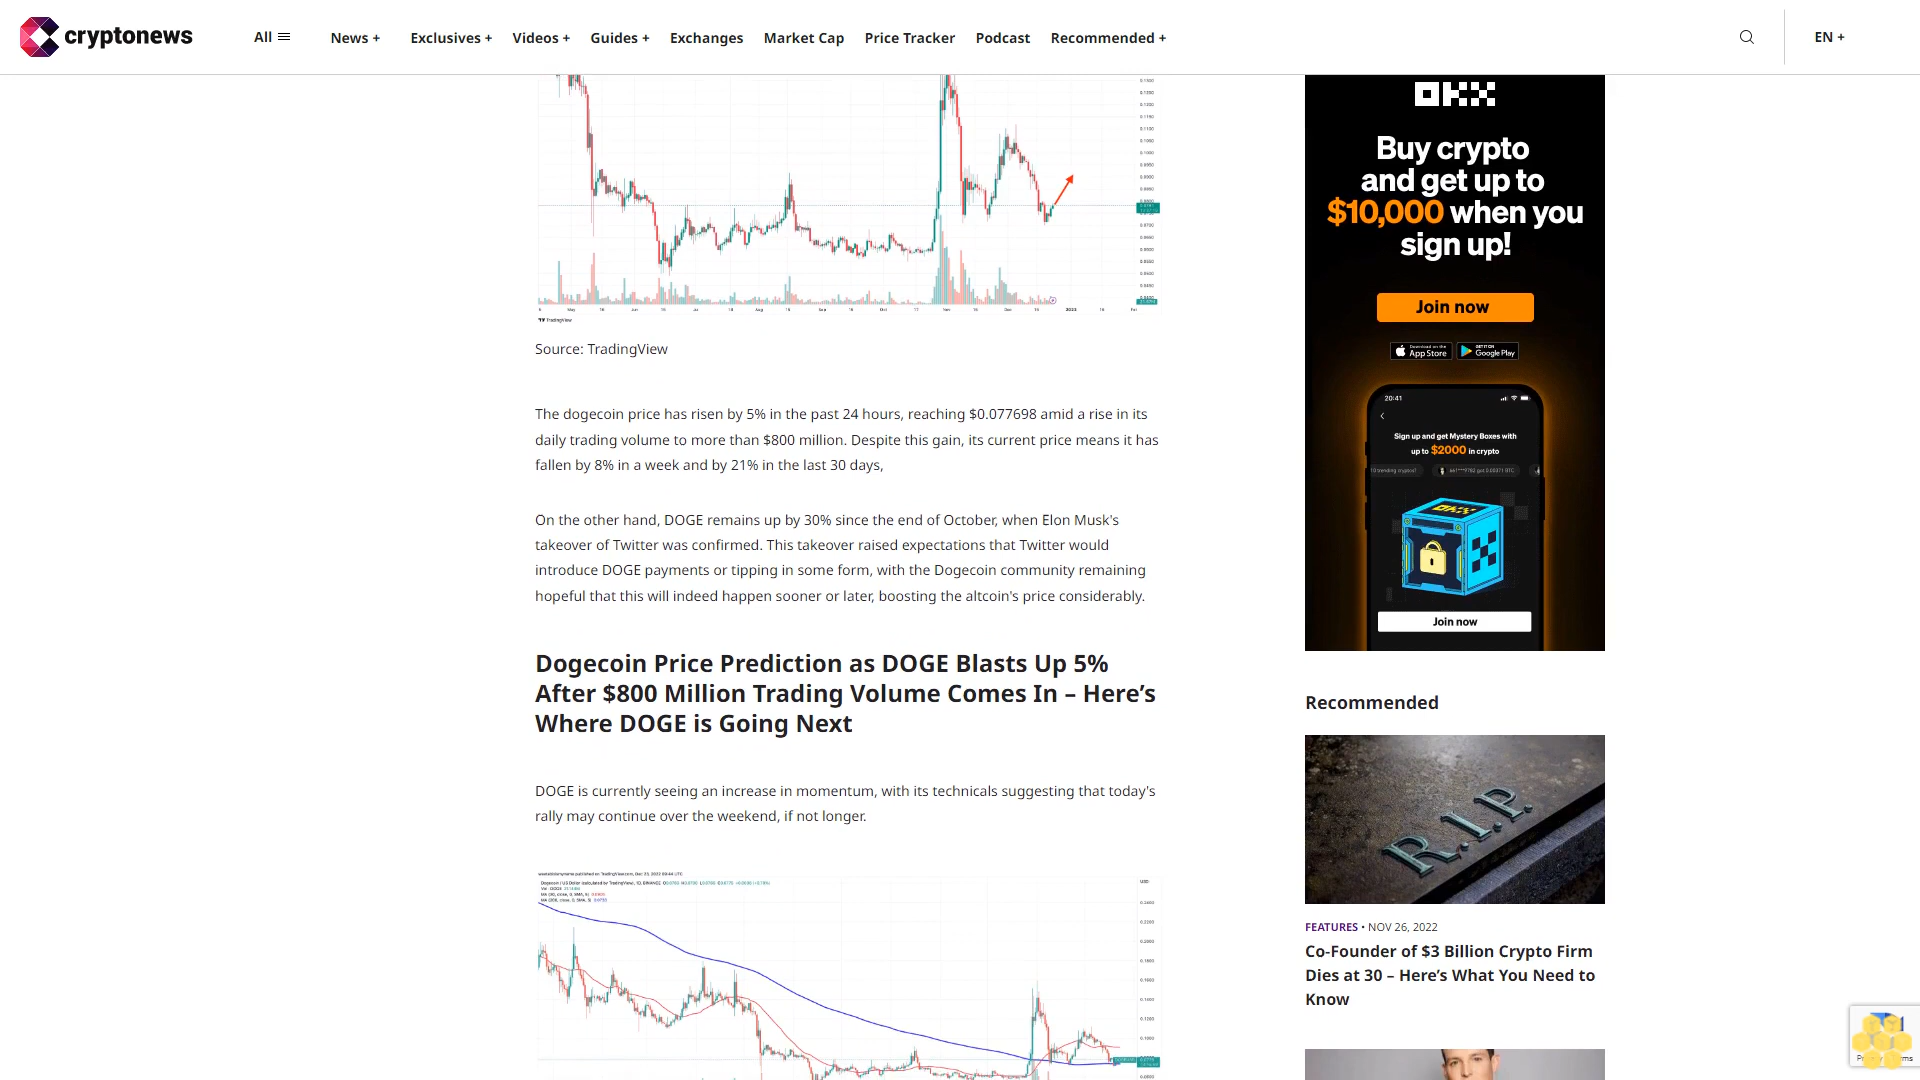 cryptonews
All
News +
Exclusives +
Videos +
Guides +
Exchanges
Market Cap
Price Tracker
Podcast
Recommended +
EN +
TradingView
Source: TradingView
The dogecoin price has risen by 5% in the past 24 hours, reaching $0.077698 amid a rise in its
daily trading volume to more than $800 million. Despite this gain, its current price means it has
fallen by 8% in a week and by 21% in the last 30 days,
On the other hand, DOGE remains up by 30% since the end of October, when Elon Musk's
takeover of Twitter was confirmed. This takeover raised expectations that Twitter would
introduce DOGE payments or tipping in some form, with the Dogecoin community remaining
hopeful that this will indeed happen sooner or later, boosting the altcoin's price considerably.
Dogecoin Price Prediction as DOGE Blasts Up 5%
After $800 Million Trading Volume Comes In – Here’s
Where DOGE is Going Next
DOGE is currently seeing an increase in momentum, with its technicals suggesting that today's
rally may continue over the weekend, if not longer.
OKX
Buy crypto
and get up to
$10,000 when you
sign up!
Join now
Download on the
App Store
GET IT ON
Google Play
20:41
Sign up and get Mystery Boxes with
up to $2000 in crypto
OKX
Join now
Recommended
R.I.P.
FEATURES • NOV 26, 2022
Co-Founder of $3 Billion Crypto Firm
Dies at 30 – Here’s What You Need to
Know